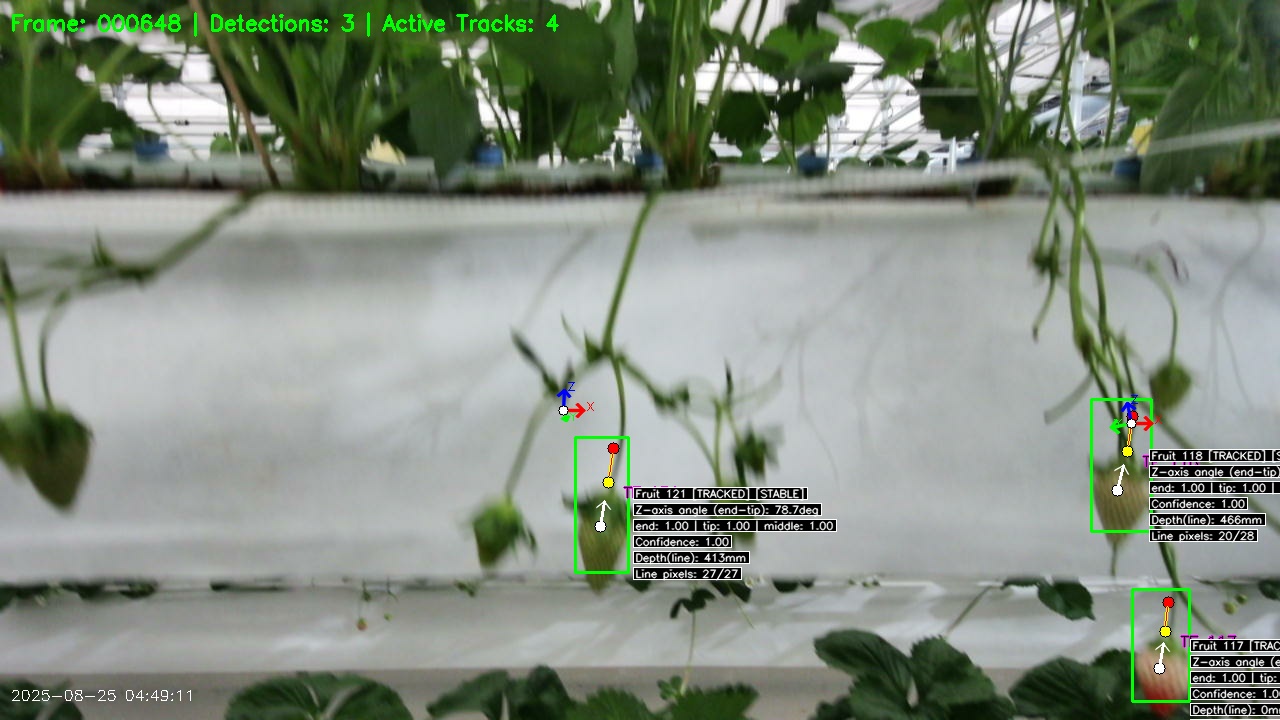 Frame: 000648 | Detections: 3 | Active Tracks: 4
Z
X
Z
Fruit 118 [TRACKED] [S
Z-axis angle (end-tip)
end: 1.00 | tip: 1.00 |
Confidence: 1.00
Depth(line): 466mm
Line pixels: 20/28
Fruit 121 [TRACKED] [STABLE]
Z-axis angle (end-tip): 78.7deg
end: 1.00 | tip: 1.00 | middle: 1.00
Confidence: 1.00
Depth(line): 413mm
Line pixels: 27/27
Fruit 117 [TRAC
Z-axis angle (e
end: 1.00 | tip:
Confidence: 1.0
Depth(line): 0m
2025-08-25 04:49:11